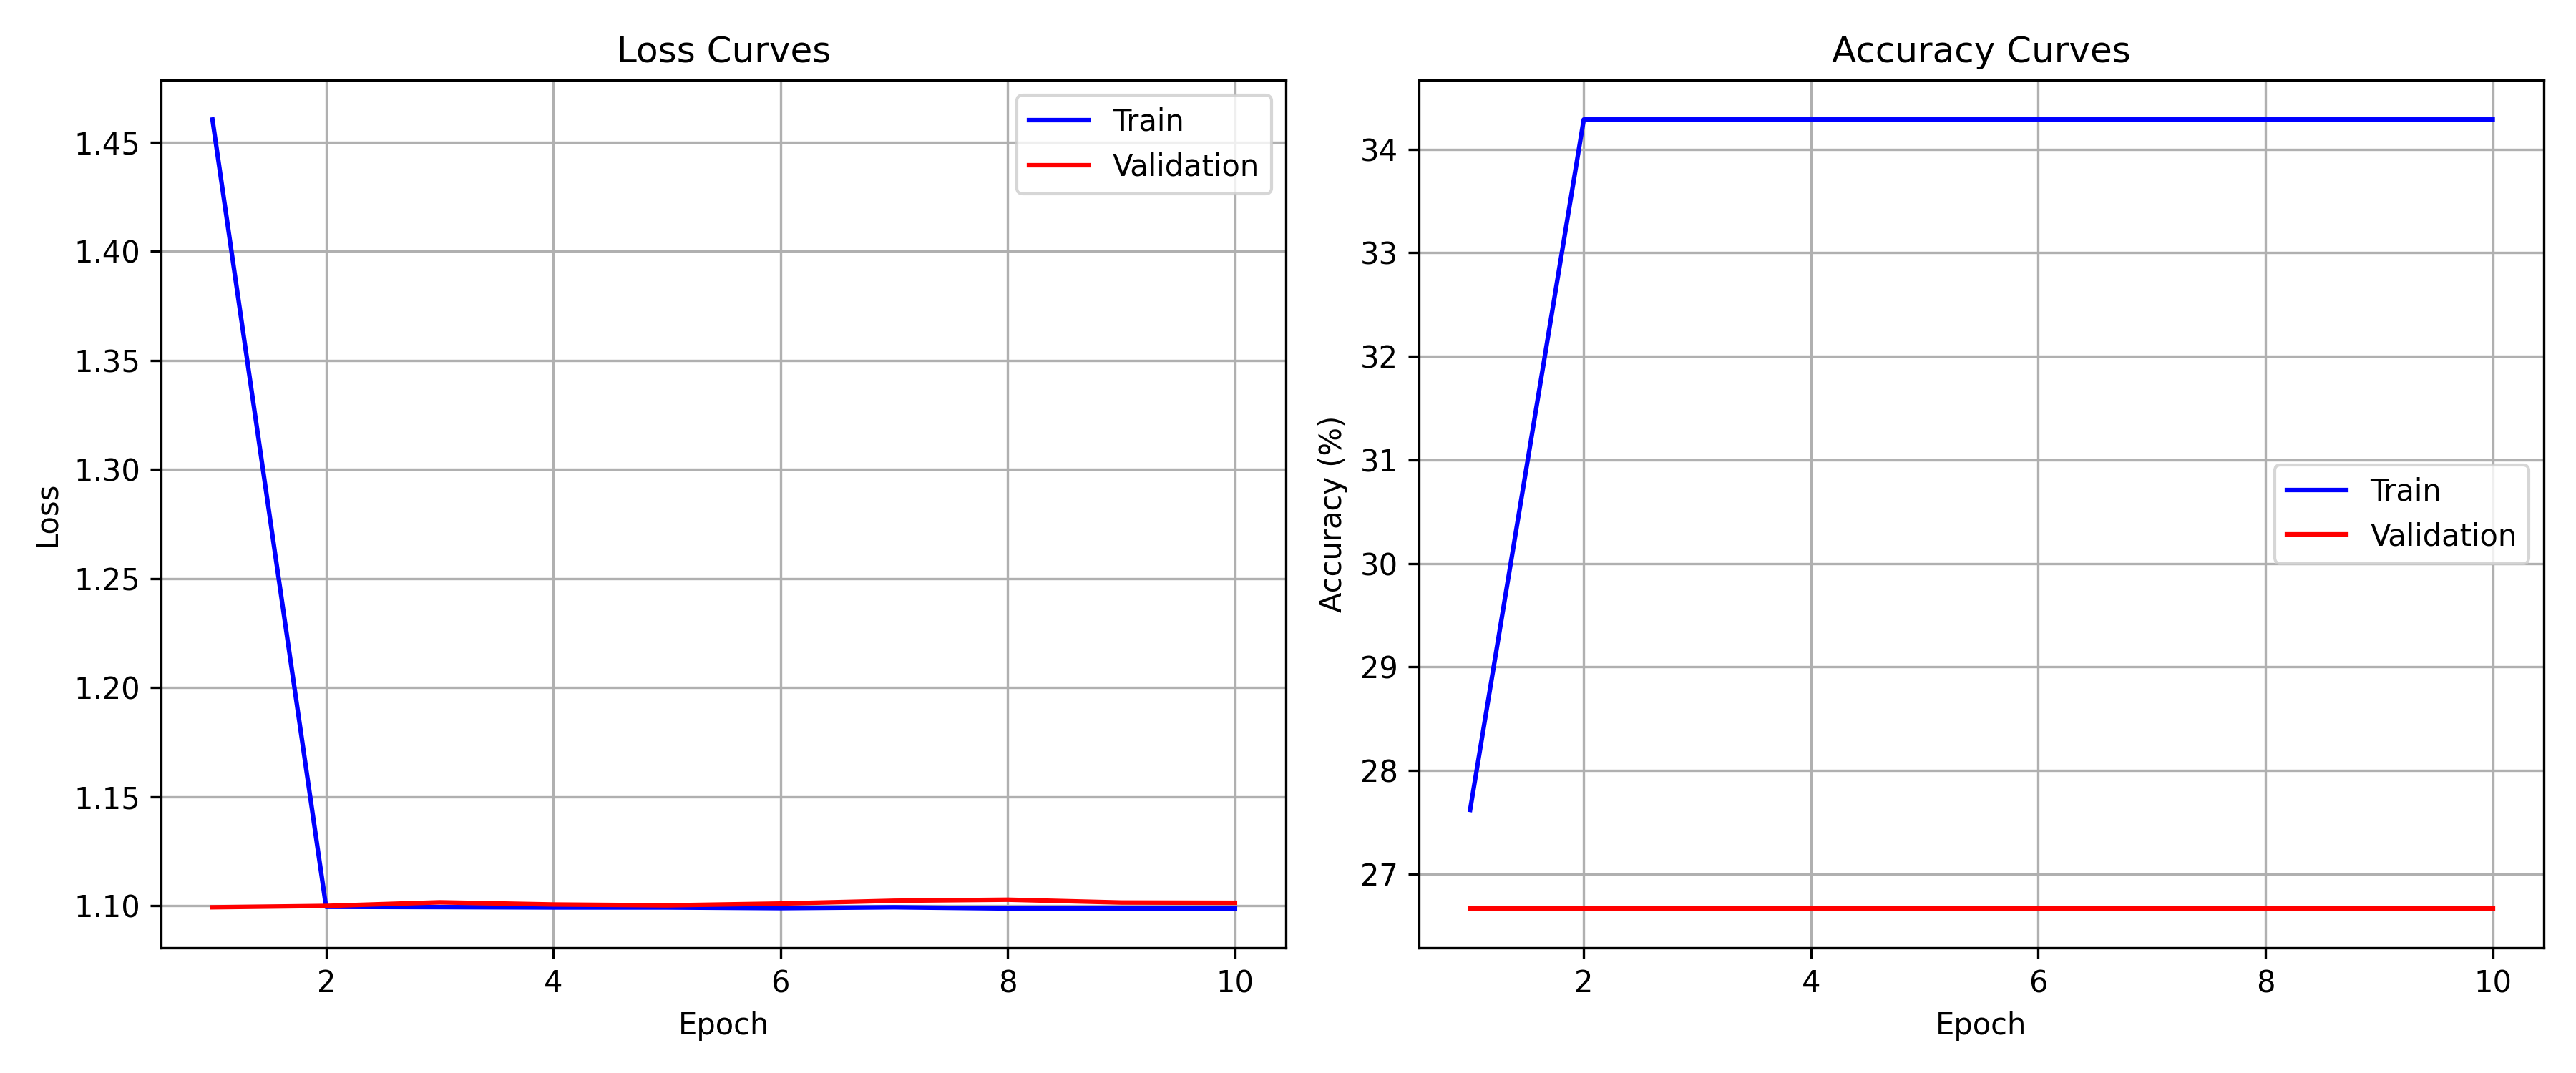 Loss Curves
1.45
1.40
1.35
1.30
1.25
1.20
1.15
1.10
Loss
2 4 6 8 10
Epoch
Train
Validation
Accuracy Curves
34
33
32
31
30
29
28
27
Accuracy (%)
2 4 6 8 10
Epoch
Train
Validation